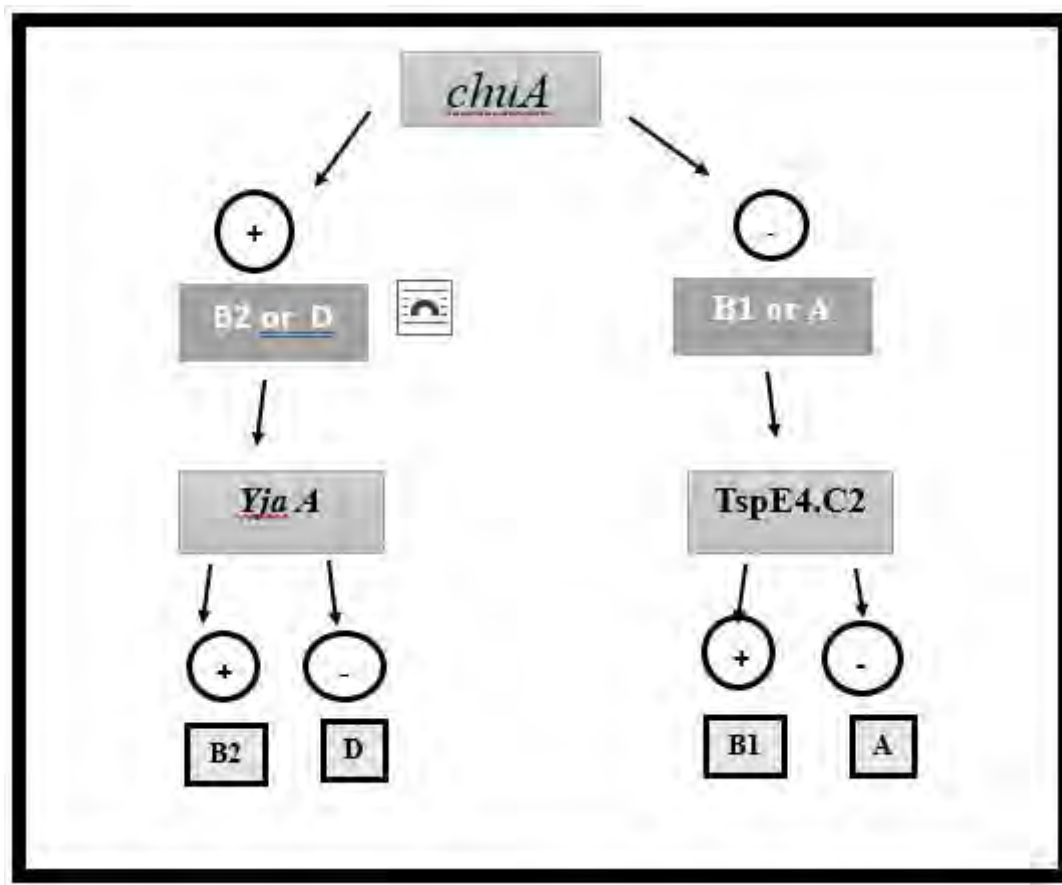 chuA
+
-
B2 or D
B1 or A
Yja A
TspE4.C2
+
-
+
-
B2
D
B1
A